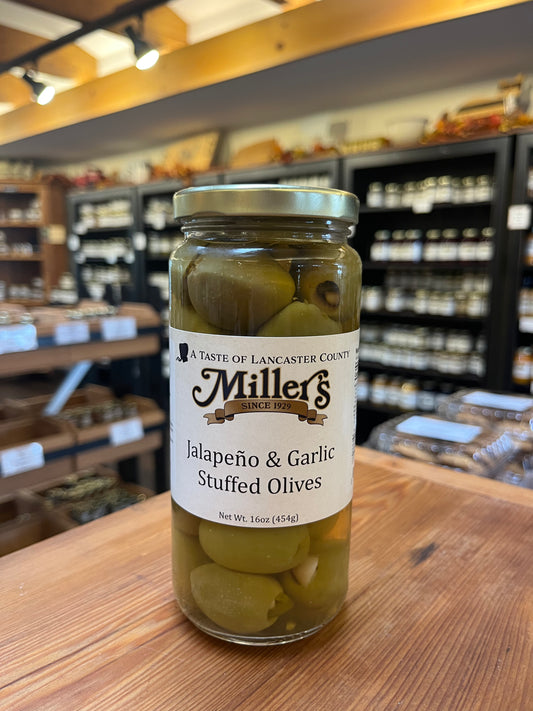 A Taste of Lancaster County
Miller's
SINCE 1929
Jalapeño & Garlic
Stuffed Olives
Net Wt. 16oz (454g)